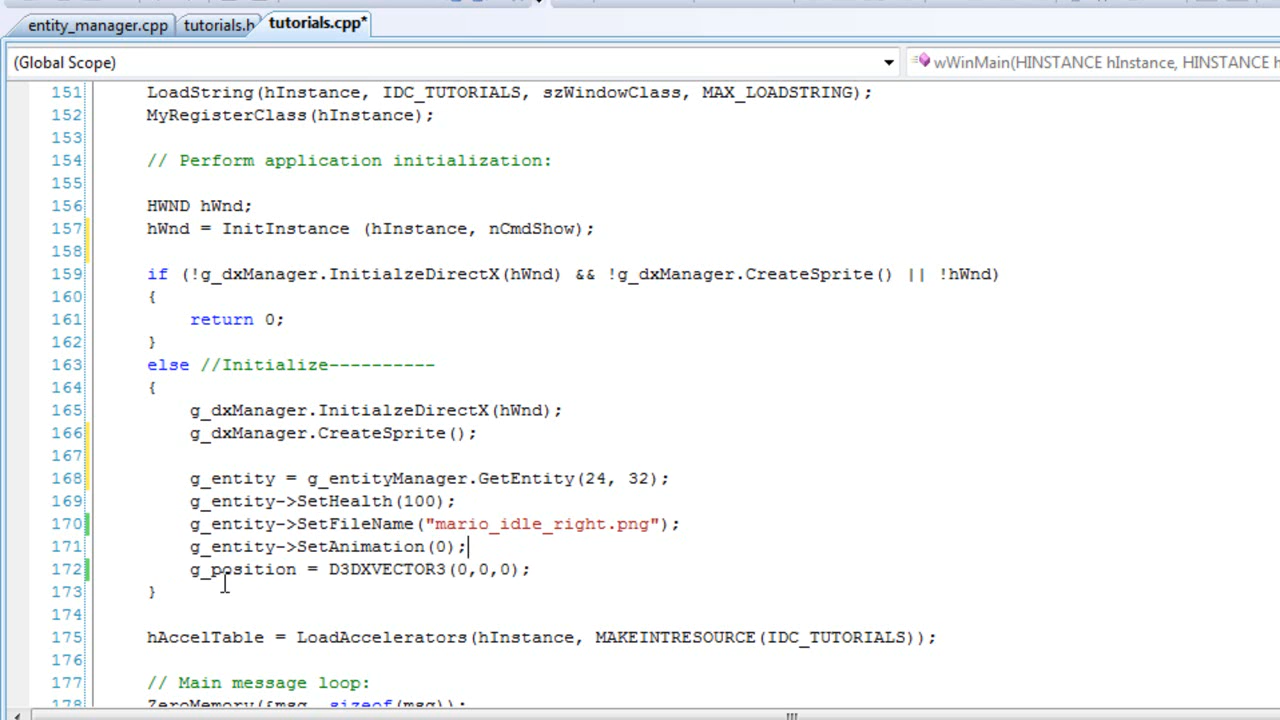 entity_manager.cpp tutorials.h tutorials.cpp*
(Global Scope) wWinMain(HINSTANCE hInstance, HINSTANCE h
151 LoadString(hInstance, IDC_TUTORIALS, szWindowClass, MAX_LOADSTRING);
152 MyRegisterClass(hInstance);
153
154 // Perform application initialization:
155
156 HWND hWnd;
157 hWnd = InitInstance (hInstance, nCmdShow);
158
159 if (!g_dxManager.InitialzeDirectX(hWnd) && !g_dxManager.CreateSprite() || !hWnd)
160 {
161 return 0;
162 }
163 else //Initialize----------
164 {
165 g_dxManager.InitialzeDirectX(hWnd);
166 g_dxManager.CreateSprite();
167
168 g_entity = g_entityManager.GetEntity(24, 32);
169 g_entity->SetHealth(100);
170 g_entity->SetFileName("mario_idle_right.png");
171 g_entity->SetAnimation(0);
172 g_position = D3DXVECTOR3(0,0,0);
173 }
174
175 hAccelTable = LoadAccelerators(hInstance, MAKEINTRESOURCE(IDC_TUTORIALS));
176
177 // Main message loop:
178 ZeroMemory(&msg, sizeof(msg));